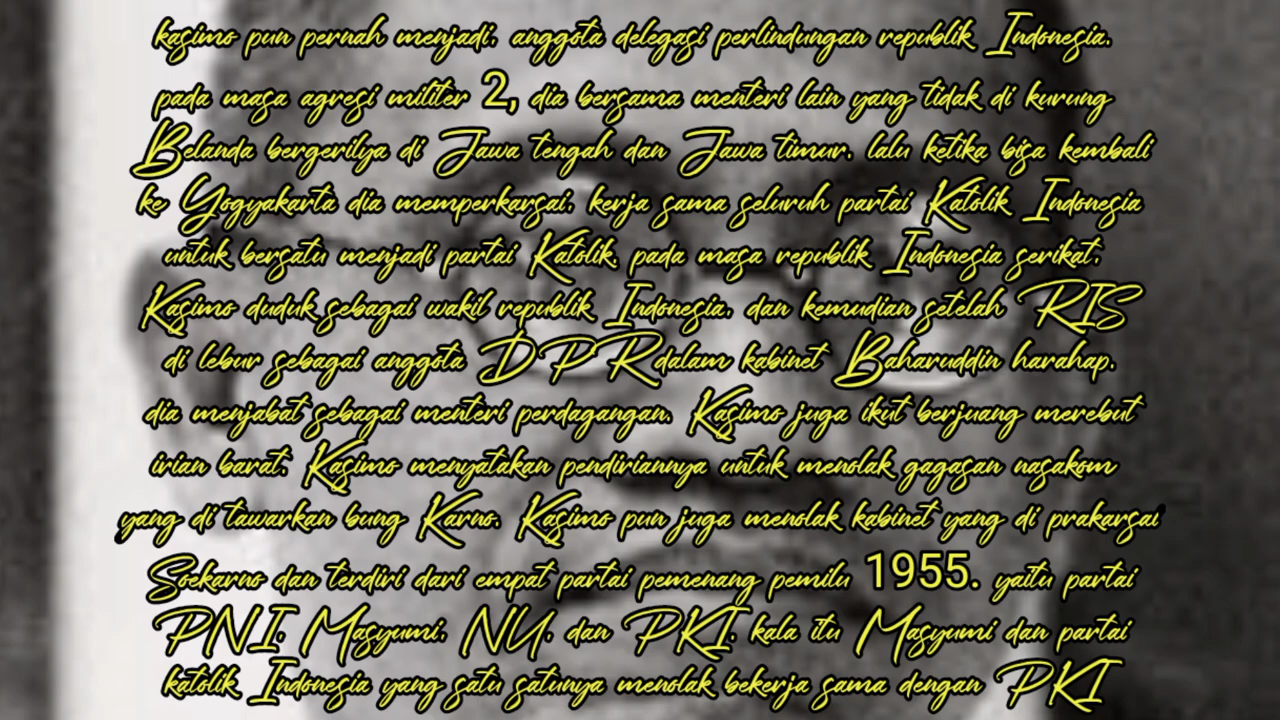 kasimo pun pernah menjadi. anggota delegasi perlindungan republik Indonesia.
pada masa agresi militer 2, dia bersama menteri lain yang tidak di kurung
Belanda bergerilya di Jawa tengah dan Jawa timur. lalu ketika bisa kembali
ke Yogyakarta dia memperkarsai. kerja sama seluruh partai Katolik Indonesia
untuk bersatu menjadi partai Katolik. pada masa republik Indonesia serikat.
Kasimo duduk sebagai wakil republik Indonesia. dan kemudian setelah RIS
di lebur sebagai anggota DPR dalam kabinet Baharuddin harahap.
dia menjabat sebagai menteri perdagangan. Kasimo juga ikut berjuang merebut
irian barat. Kasimo menyatakan pendiriannya untuk menolak gagasan nasakom
yang di tawarkan bung Karno. Kasimo pun juga menolak kabinet yang di prakarsai
Soekarno dan terdiri dari empat partai pemenang pemilu 1955. yaitu partai
PNI. Masyumi. NU. dan PKI. kala itu Masyumi dan partai
katolik Indonesia yang satu satunya menolak bekerja sama dengan PKI